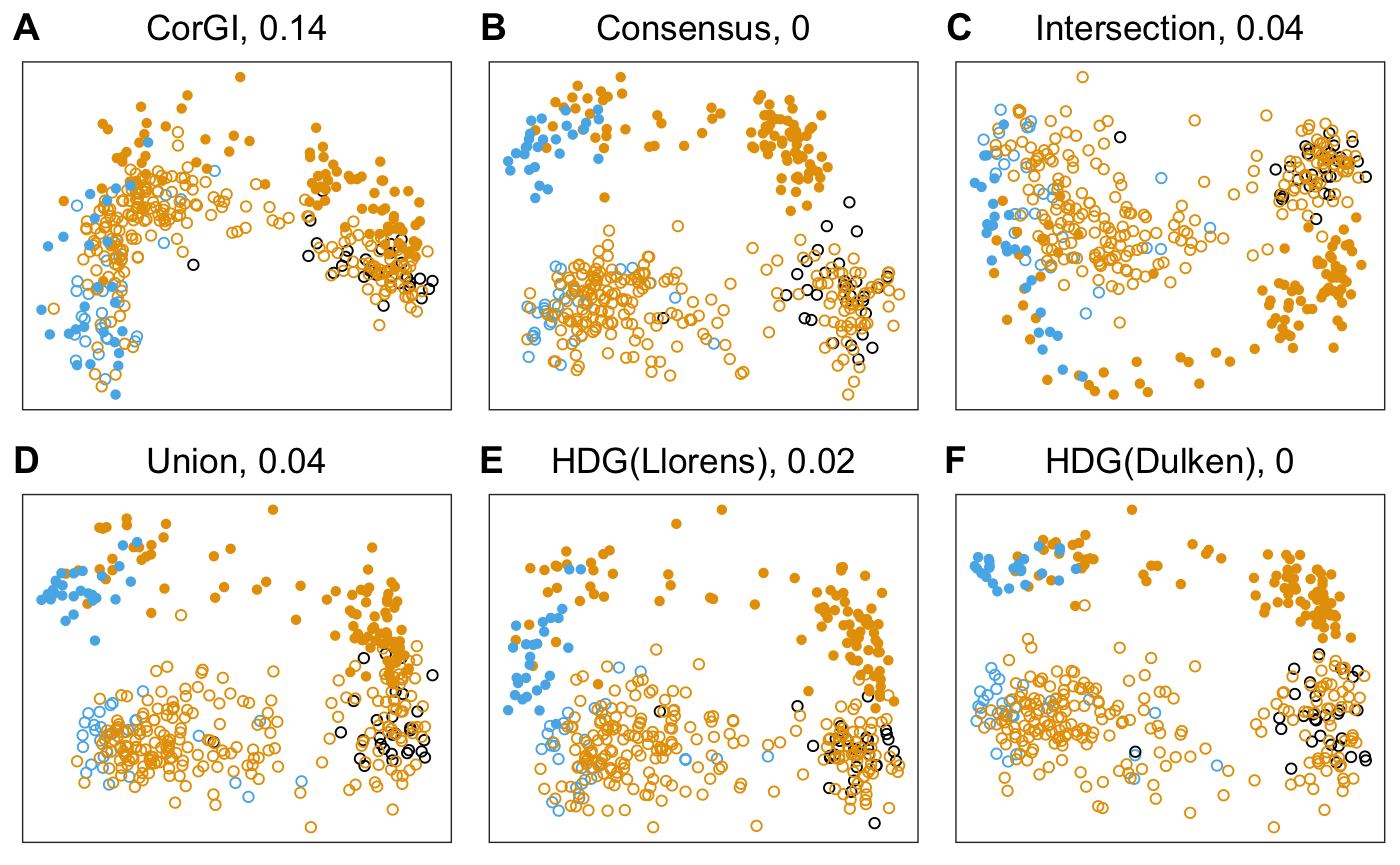 A CorGI, 0.14
B Consensus, 0
C Intersection, 0.04
D Union, 0.04
E HDG(Llorens), 0.02
F HDG(Dulken), 0